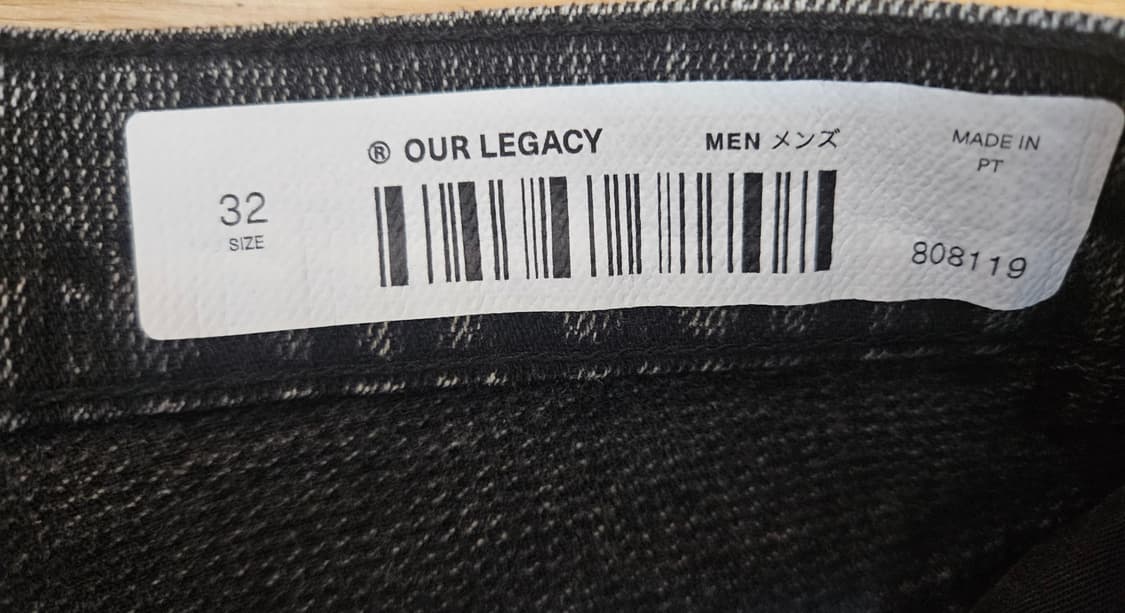 ® OUR LEGACY
MEN メンズ
MADE IN
PT
32
SIZE
808119